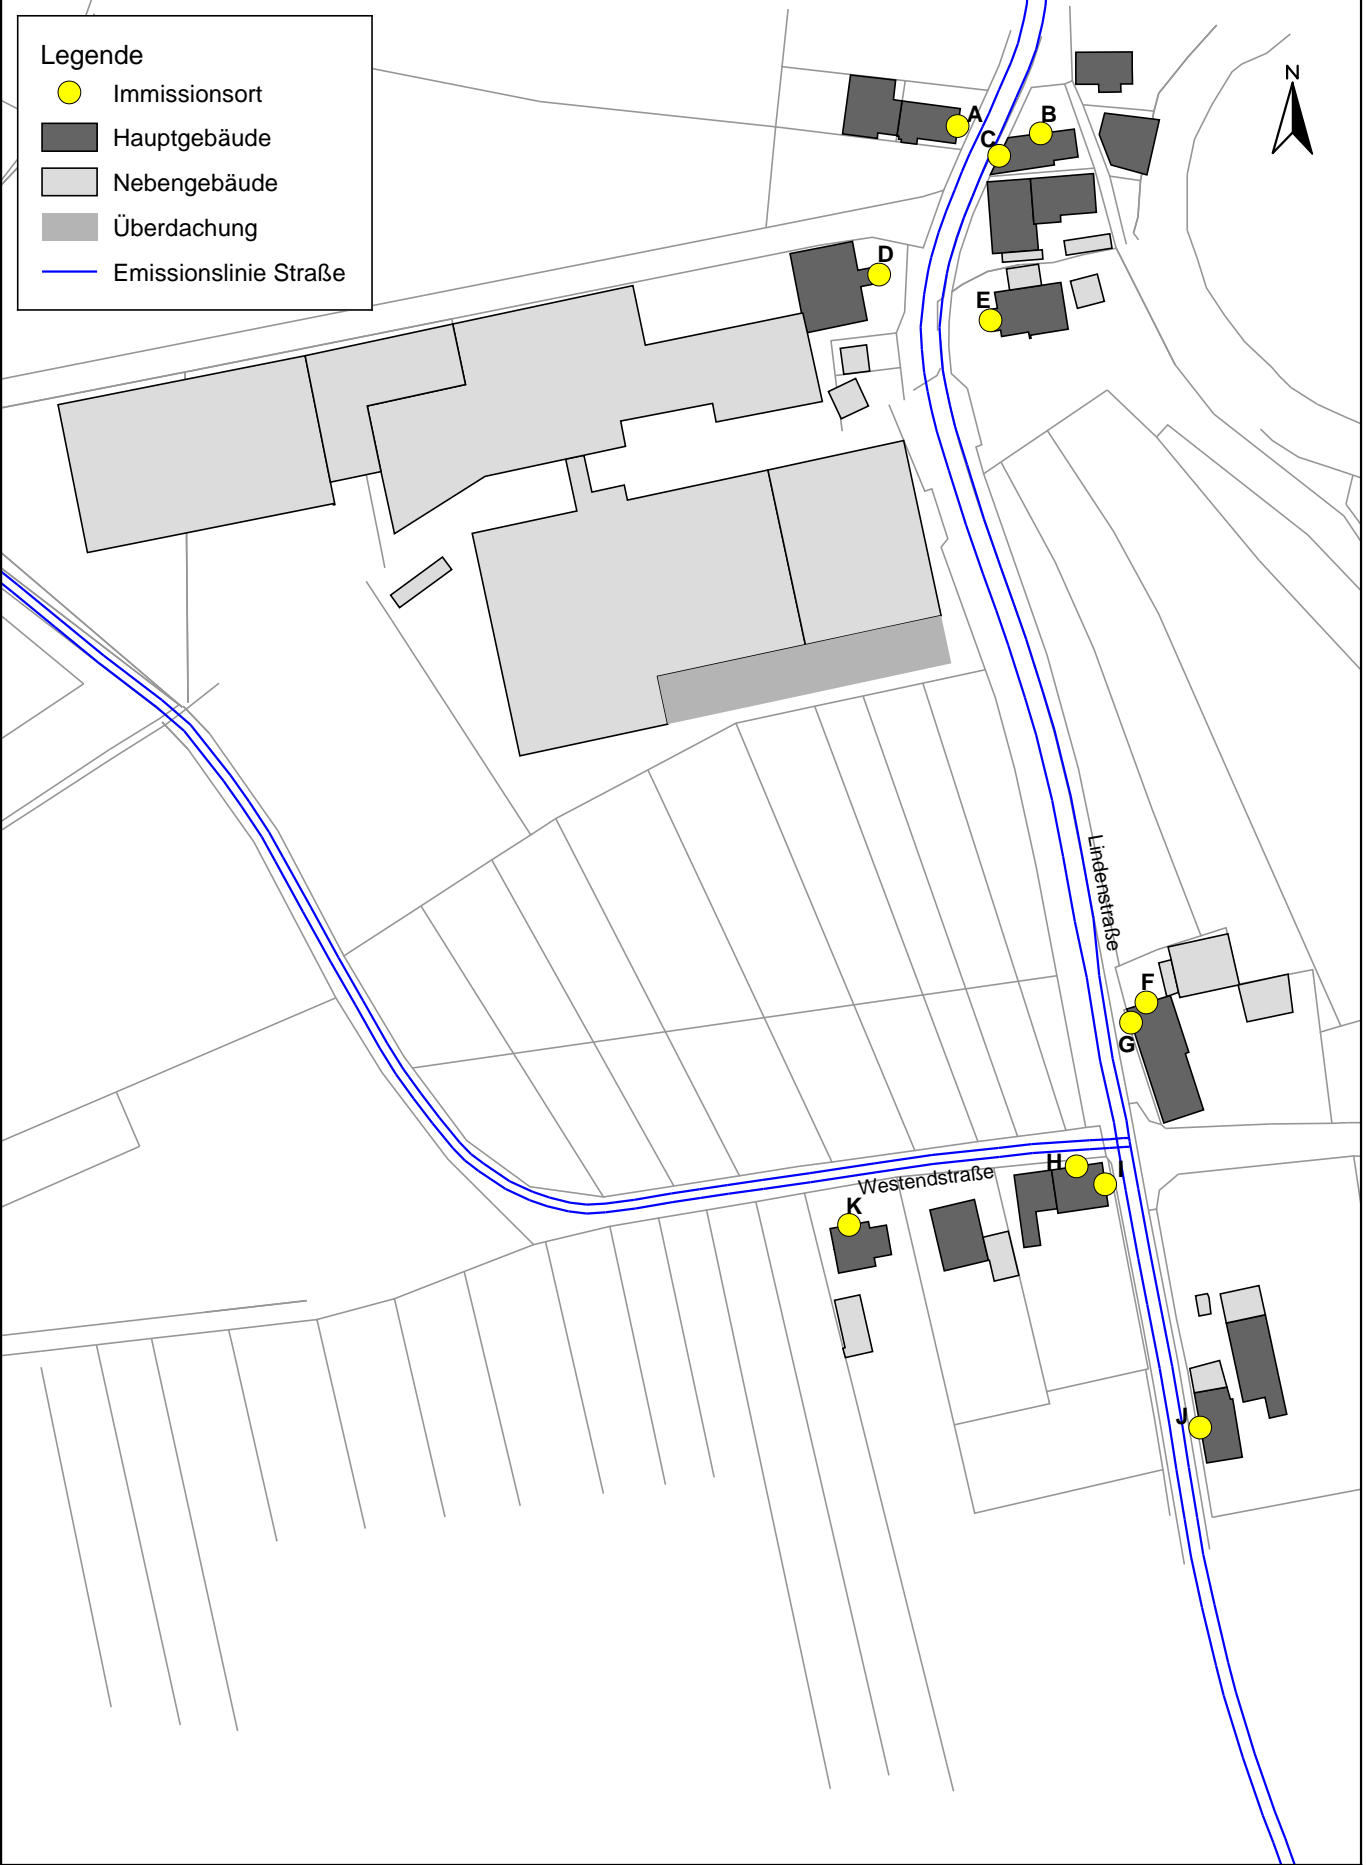 Legende
Immissionsort
Hauptgebäude
Nebengebäude
Überdachung
Emissionslinie Straße
N
A
B
C
D
E
Lindenstraße
F
G
H
I
Westendstraße
K
J